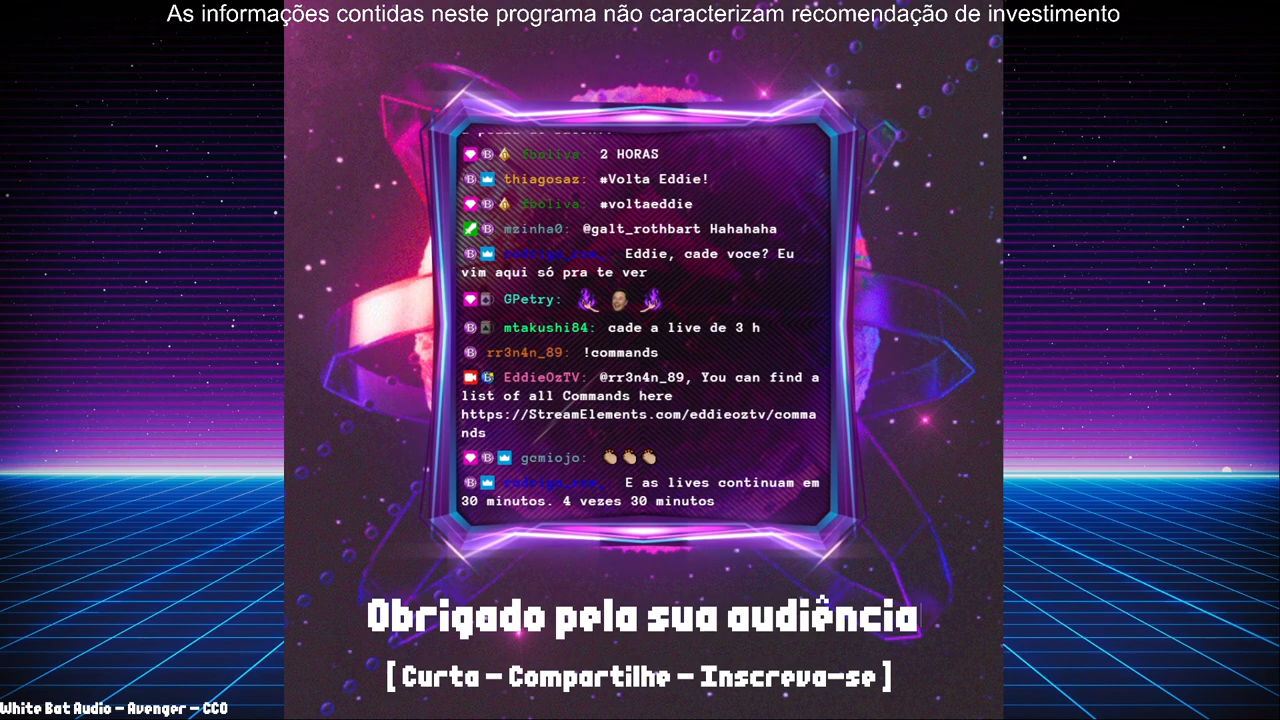 As informações contidas neste programa não caracterizam recomendação de investimento
fboliva: 2 HORAS
thiagosaz: #Volta Eddie!
fboliva: #voltaeddie
mzinha0: @galt_rothbart Hahahaha
Eddie, cade voce? Eu
vim aqui só pra te ver
GPetry:
mtakushi84: cade a live de 3 h
rr3n4n_89: !commands
EddieOzTV: @rr3n4n_89, You can find a
list of all Commands here
https://StreamElements.com/eddieoztv/comma
nds
gcmiojo:
E as lives continuam em
30 minutos. 4 vezes 30 minutos
Obrigado pela sua audiência
[ Curta - Compartilhe - Inscreva-se ]
White Bat Audio - Avenger - CC0